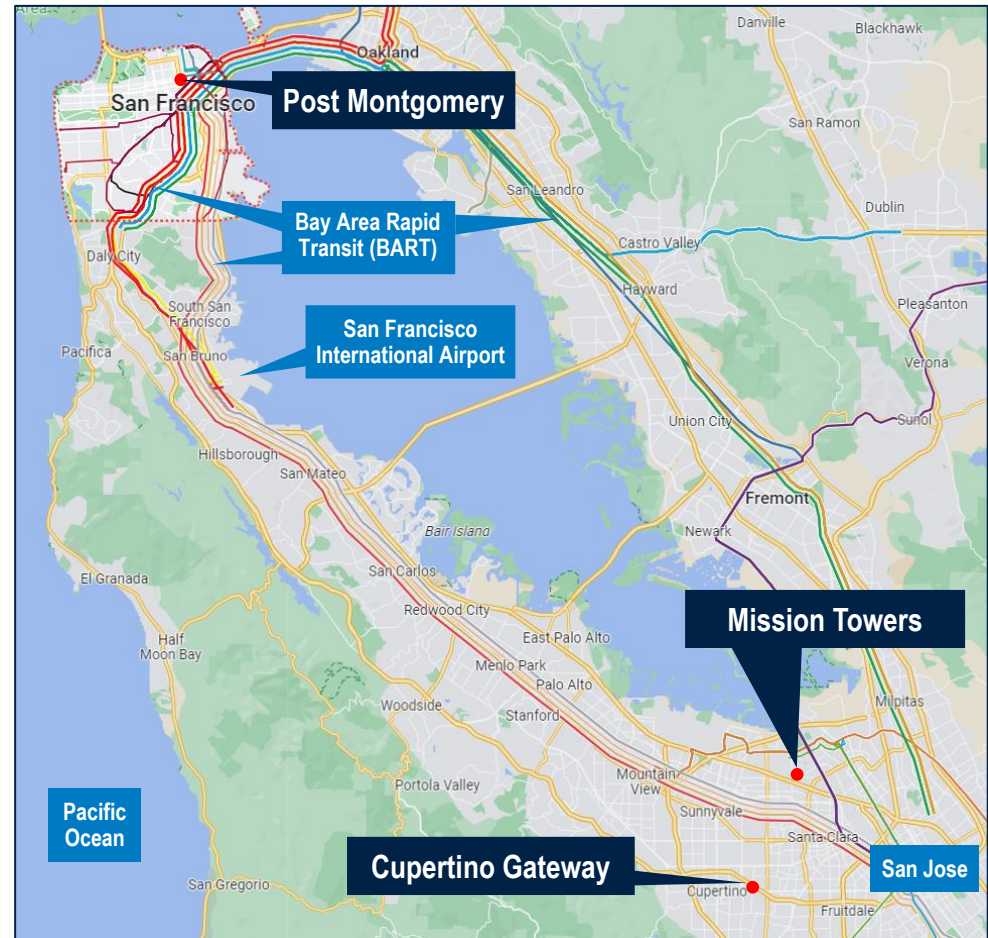 Danville
Blackhawk
Oakland
San Francisco
Post Montgomery
San Ramon
San Leandro
Dublin
Bay Area Rapid
Transit (BART)
Castro Valley
Daly City
Hayward
Pleasanton
South San
Francisco
San Francisco
International Airport
Pacifica
San Bruno
Verona
Union City
Sunol
Hillsborough
San Mateo
Fremont
Bair Island
Newark
El Granada
San Carlos
Redwood City
Mission Towers
Half
Moon Bay
East Palo Alto
Menlo Park
Palo Alto
Woodside
Stanford
Milpitas
Mountain
View
Portola Valley
Sunnyvale
Pacific
Ocean
Santa Clara
Cupertino Gateway
San Jose
San Gregorio
Cupertino
Fruitdale